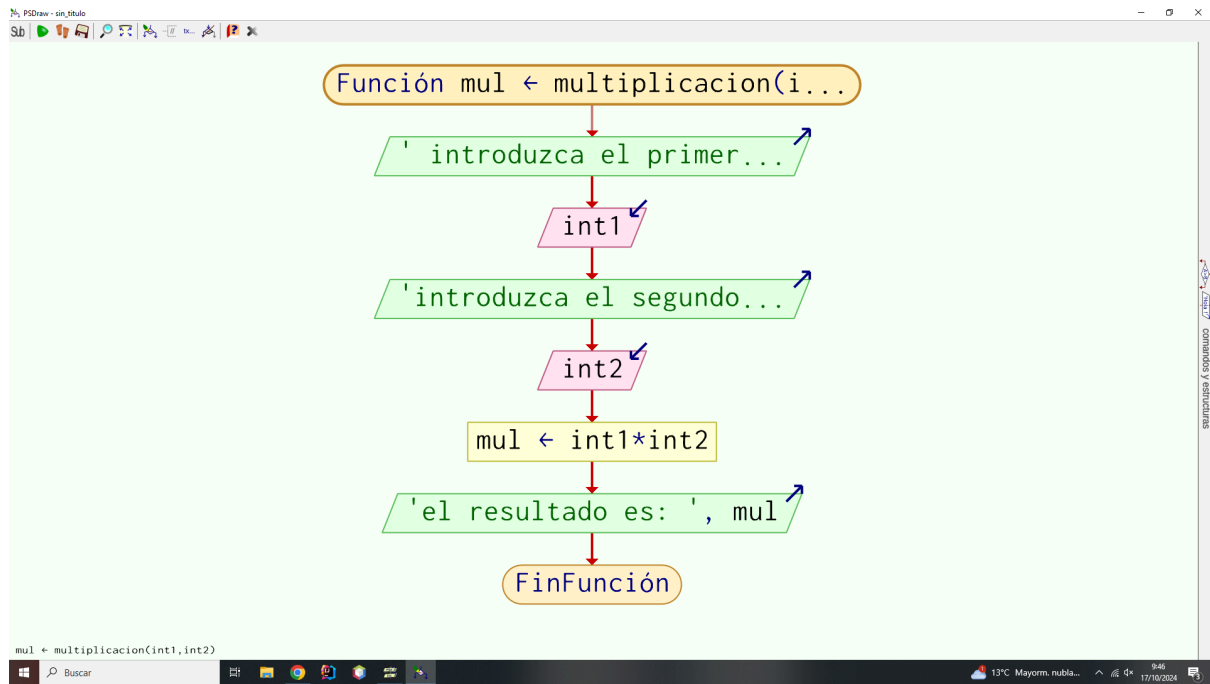 PSDraw - sin_titulo
Sub
Función mul ← multiplicacion(i...
' introduzca el primer...
int1
'introduzca el segundo...
int2
mul ← int1*int2
'el resultado es: ', mul
FinFunción
comandos y estructuras
mul ← multiplicacion(int1,int2)
Buscar
13°C Mayorm. nubla...
9:46
17/10/2024